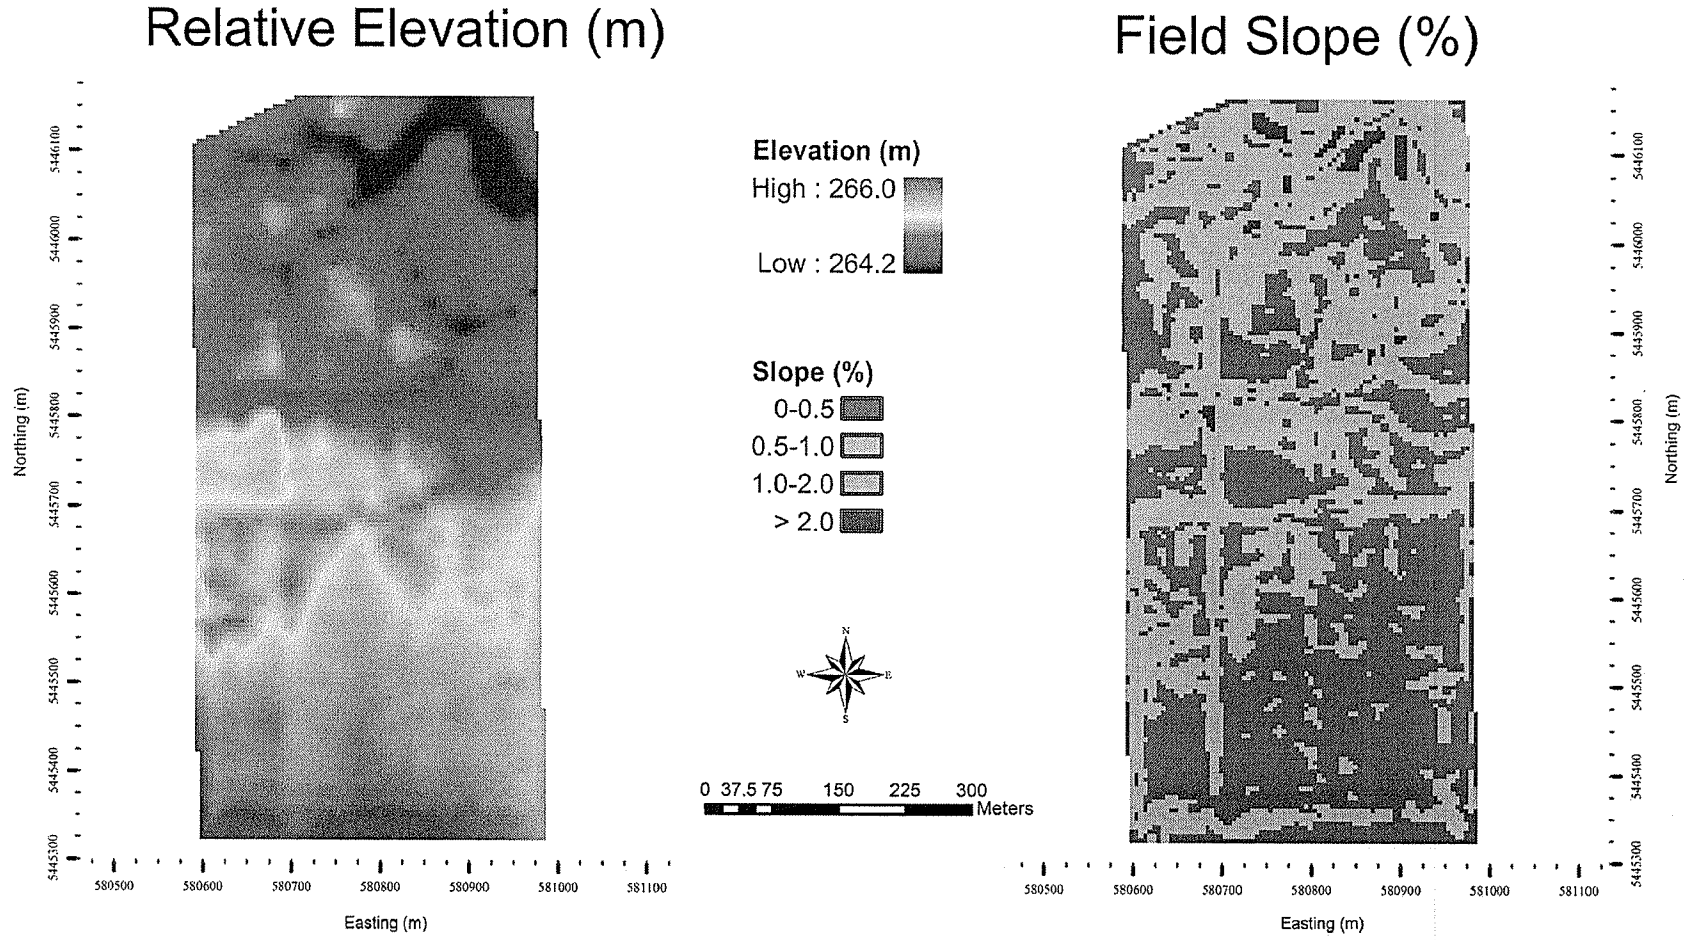 Relative Elevation (m)
Field Slope (%)
Elevation (m)
High : 266.0
Low : 264.2
Slope (%)
0-0.5
0.5-1.0
1.0-2.0
> 2.0
N
W E
S
0 37.5 75 150 225 300
Meters
Northing (m)
5446100
5446000
5445900
5445800
5445700
5445600
5445500
5445400
5445300
580500 580600 580700 580800 580900 581000 581100
Easting (m)
5446100
5446000
5445900
5445800
5445700
5445600
5445500
5445400
5445300
Northing (m)
580500 580600 580700 580800 580900 581000 581100
Easting (m)